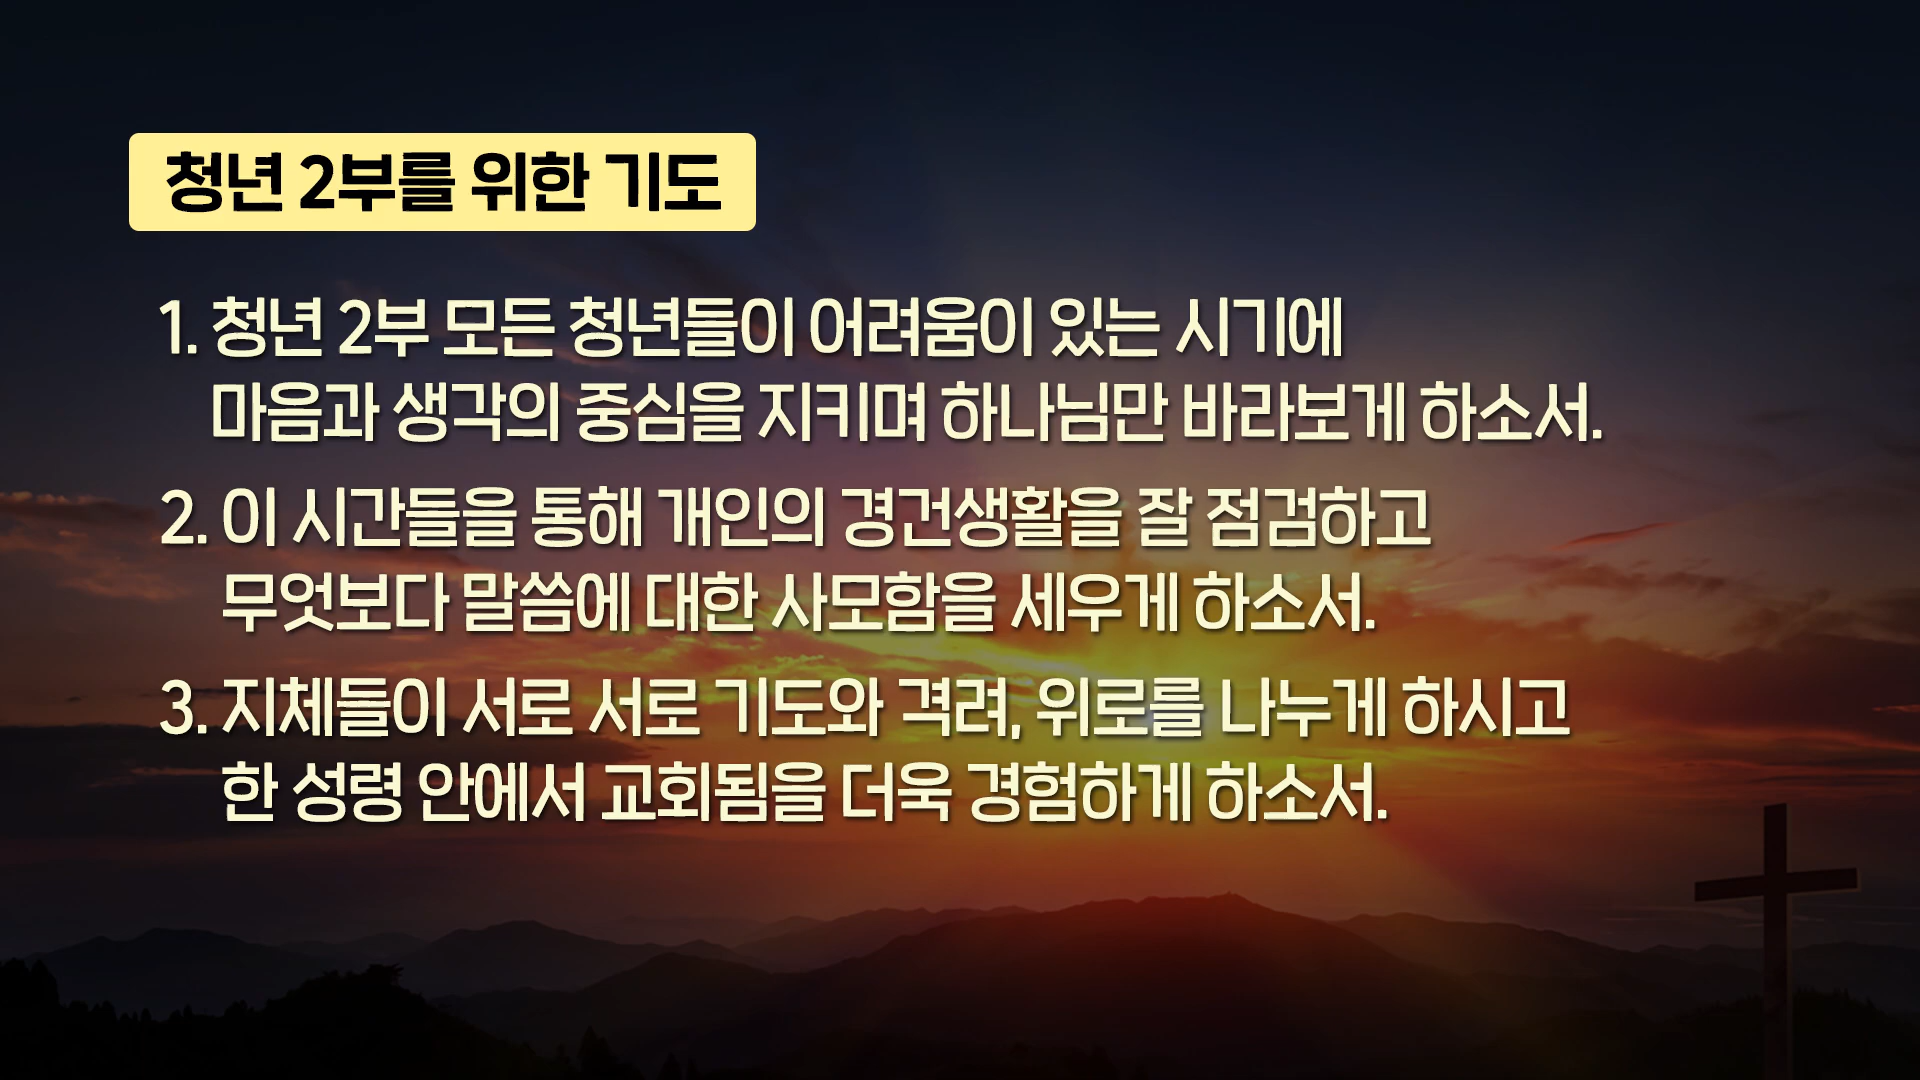 청년 2부를 위한 기도
1. 청년 2부 모든 청년들이 어려움이 있는 시기에
마음과 생각의 중심을 지키며 하나님만 바라보게 하소서.
2. 이 시간들을 통해 개인의 경건생활을 잘 점검하고
무엇보다 말씀에 대한 사모함을 세우게 하소서.
3. 지체들이 서로 서로 기도와 격려, 위로를 나누게 하시고
한 성령 안에서 교회됨을 더욱 경험하게 하소서.